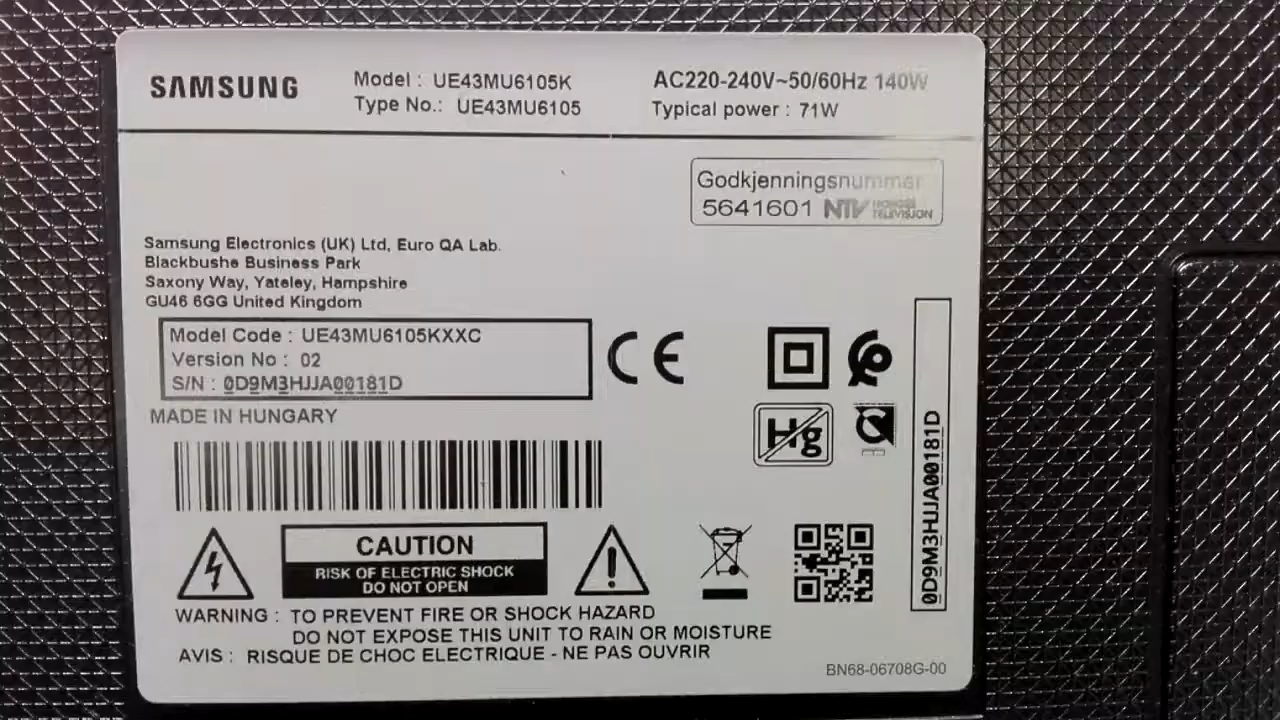 SAMSUNG
Model : UE43MU6105K
Type No.: UE43MU6105
AC220-240V~50/60Hz 140W
Typical power : 71W
Godkjenningsnummer
5641601 NTV NORGES TELEVISJON
Samsung Electronics (UK) Ltd, Euro QA Lab.
Blackbushe Business Park
Saxony Way, Yateley, Hampshire
GU46 6GG United Kingdom
Model Code : UE43MU6105KXXC
Version No : 02
S/N : 0D9M3HJJA00181D
MADE IN HUNGARY
CE
Hg
0D9M3HJJA00181D
CAUTION
RISK OF ELECTRIC SHOCK
DO NOT OPEN
WARNING : TO PREVENT FIRE OR SHOCK HAZARD
DO NOT EXPOSE THIS UNIT TO RAIN OR MOISTURE
AVIS : RISQUE DE CHOC ELECTRIQUE - NE PAS OUVRIR
BN68-06708G-00